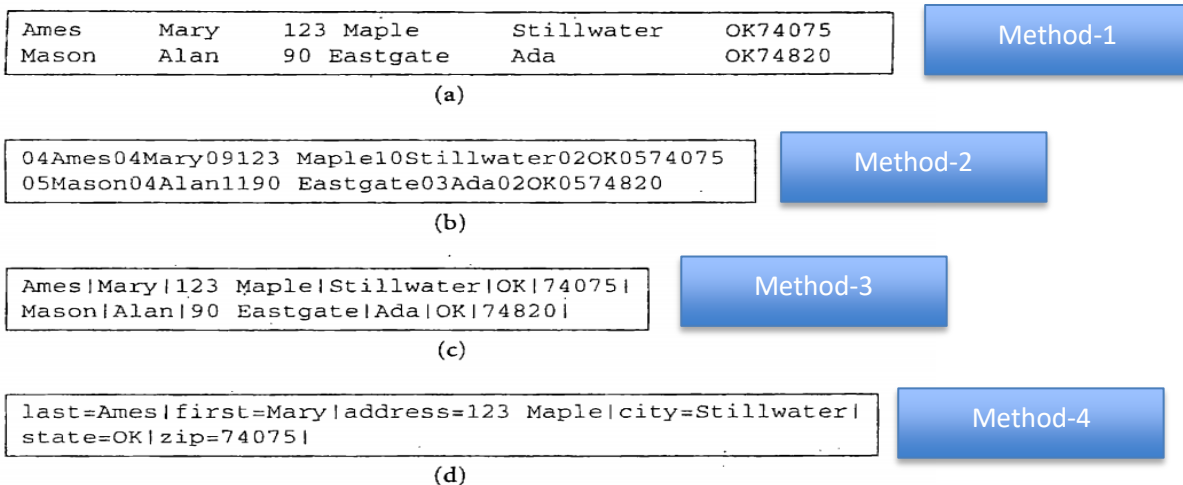 Ames Mary 123 Maple Stillwater OK74075 Method-1
Mason Alan 90 Eastgate Ada OK74820
(a)
04Ames04Mary09123 Maple10Stillwater02OK0574075 Method-2
05Mason04Alan1190 Eastgate03Ada02OK0574820
(b)
Ames|Mary|123 Maple|Stillwater|OK|74075| Method-3
Mason|Alan|90 Eastgate|Ada|OK|74820|
(c)
last=Ames|first=Mary|address=123 Maple|city=Stillwater| Method-4
state=OK|zip=74075|
(d)